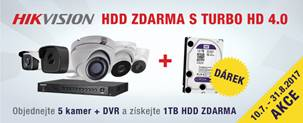 HIKVISION HDD ZDARMA S TURBO HD 4.0
+
DÁREK
Objednejte 5 kamer + DVR a získejte 1TB HDD ZDARMA
10.7. - 31.8.2017
AKCE